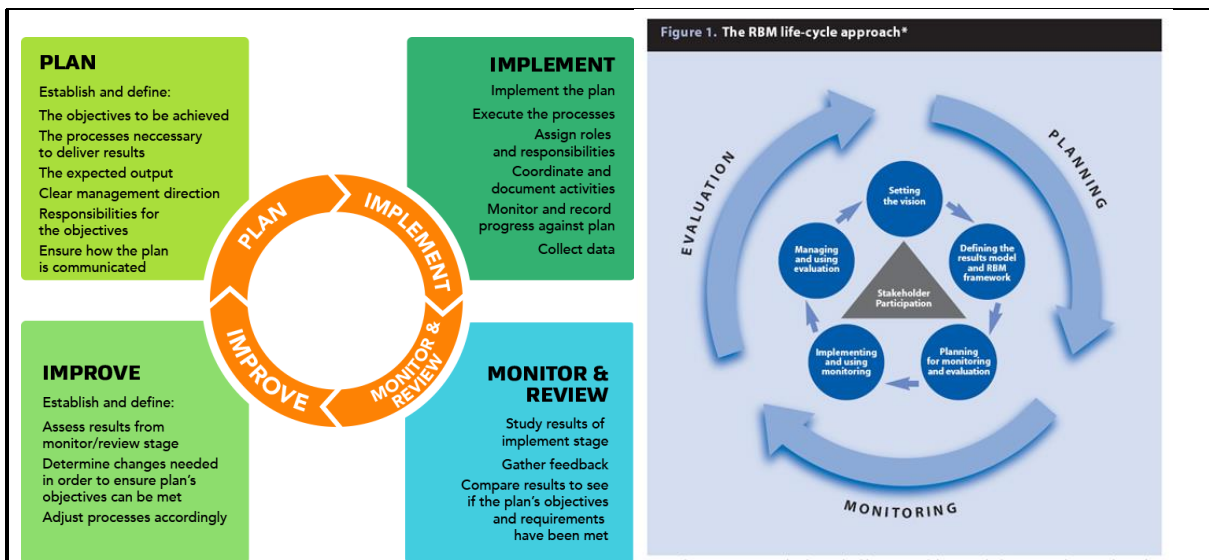 PLAN
Establish and define:
The objectives to be achieved
The processes neccessary
to deliver results
The expected output
Clear management direction
Responsibilities for
the objectives
Ensure how the plan
is communicated
IMPLEMENT
Implement the plan
Execute the processes
Assign roles
and responsibilities
Coordinate and
document activities
Monitor and record
progress against plan
Collect data
PLAN
IMPLEMENT
MONITOR &
REVIEW
IMPROVE
IMPROVE
Establish and define:
Assess results from
monitor/review stage
Determine changes needed
in order to ensure plan's
objectives can be met
Adjust processes accordingly
MONITOR &
REVIEW
Study results of
implement stage
Gather feedback
Compare results to see
if the plan's objectives
and requirements
have been met
Figure 1. The RBM life-cycle approach*
EVALUATION
PLANNING
MONITORING
Setting
the vision
Defining the
results model
and RBM
framework
Planning
for monitoring
and evaluation
Implementing
and using
monitoring
Managing
and using
evaluation
Stakeholder
Participation